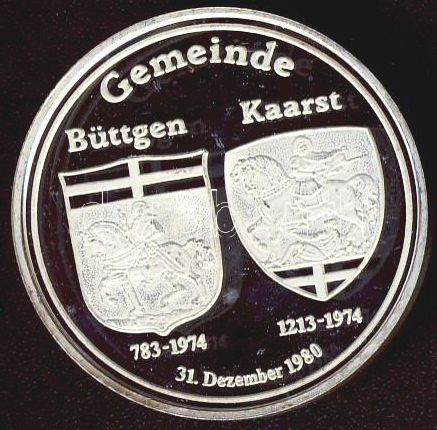 Gemeinde
Büttgen Kaarst
783-1974 1213-1974
31. Dezember 1980